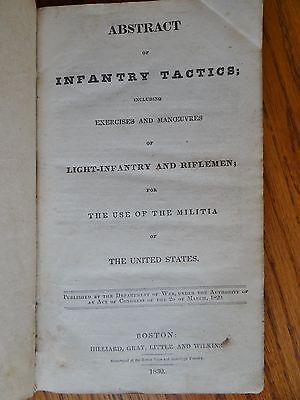 ABSTRACT
OF
INFANTRY TACTICS;
INCLUDING
EXERCISES AND MANŒUVRES
OF
LIGHT-INFANTRY AND RIFLEMEN;
FOR
THE USE OF THE MILITIA
OF
THE UNITED STATES.
PUBLISHED BY THE DEPARTMENT OF WAR, UNDER THE AUTHORITY OF
AN ACT OF CONGRESS OF THE 2D OF MARCH, 1829.
BOSTON:
HILLIARD, GRAY, LITTLE AND WILKINS.
1830.